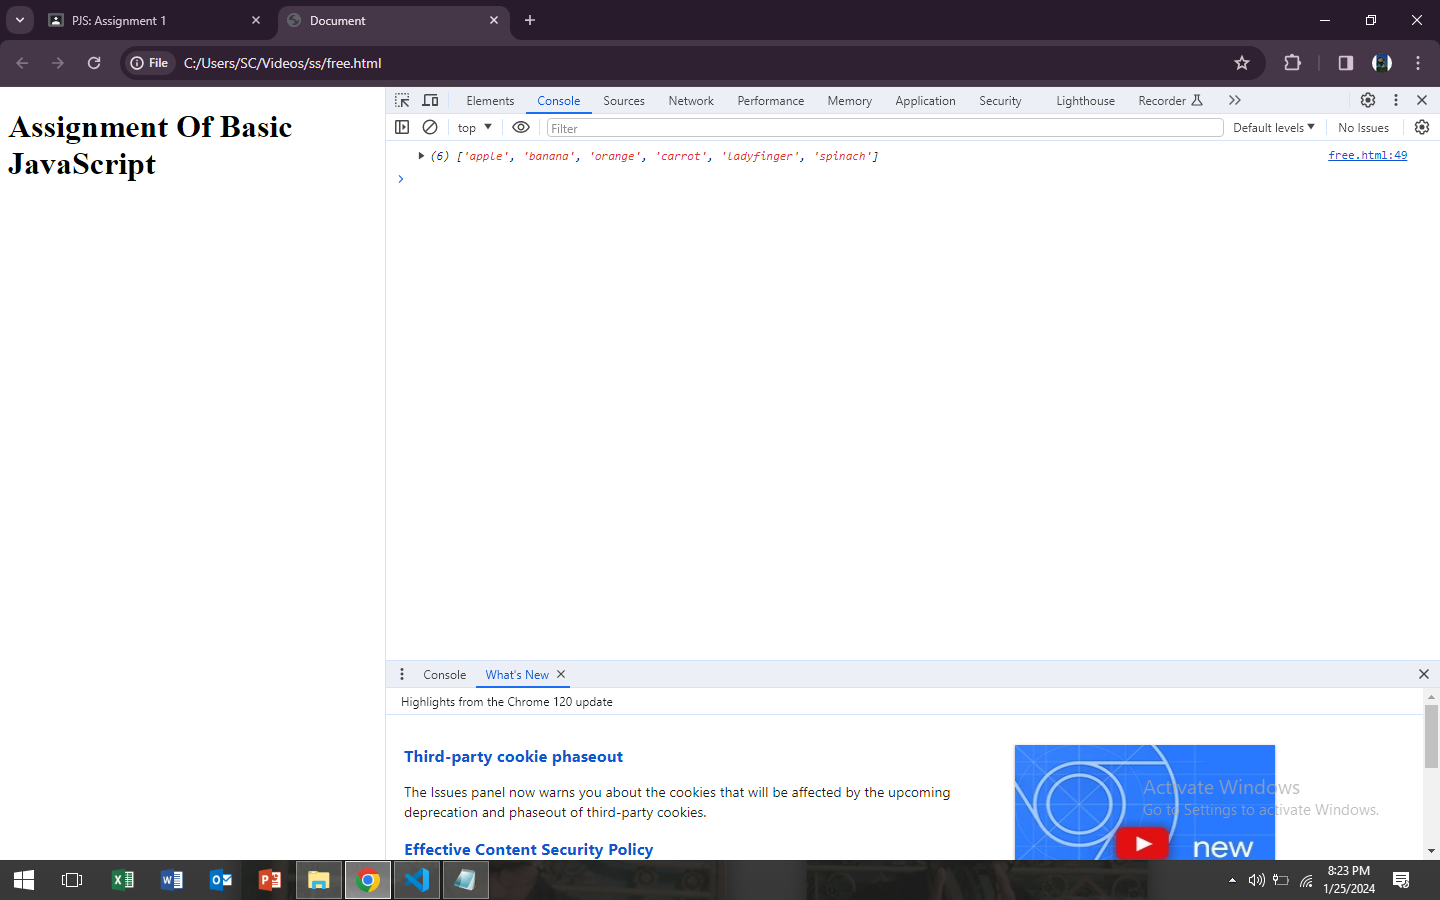 PJS: Assignment 1
Document
File
C:/Users/SC/Videos/ss/free.html
Assignment Of Basic
JavaScript
Elements Console Sources Network Performance Memory Application Security Lighthouse Recorder
top Filter Default levels No Issues
(6) ['apple', 'banana', 'orange', 'carrot', 'ladyfinger', 'spinach'] free.html:49
Console What's New
Highlights from the Chrome 120 update
Third-party cookie phaseout
The Issues panel now warns you about the cookies that will be affected by the upcoming
deprecation and phaseout of third-party cookies.
Effective Content Security Policy
new
Activate Windows
Go to Settings to activate Windows.
8:23 PM
1/25/2024